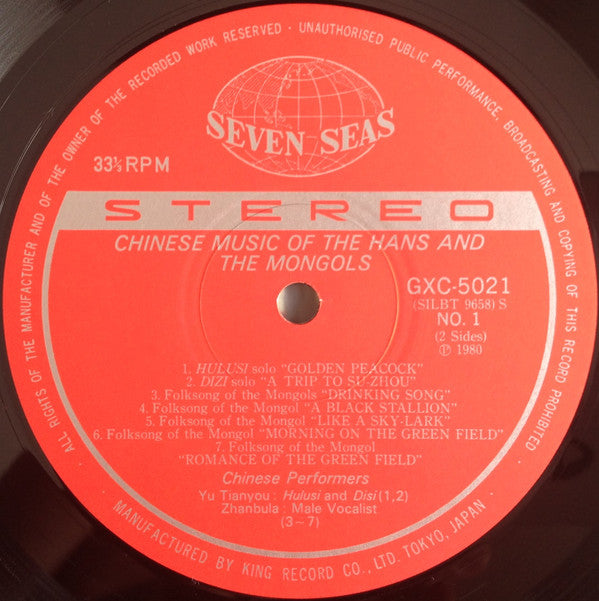 ALL RIGHTS OF THE MANUFACTURER AND OF THE OWNER OF THE RECORDED WORK RESERVED · UNAUTHORISED PUBLIC PERFORMANCE, BROADCASTING AND COPYING OF THIS RECORD PROHIBITED
SEVEN SEAS
33⅓ RPM
STEREO
CHINESE MUSIC OF THE HANS AND
THE MONGOLS
GXC-5021
(SILBT 9658) S
NO. 1
(2 Sides)
℗ 1980
1. HULUSI solo "GOLDEN PEACOCK"
2. DIZI solo "A TRIP TO SU-ZHOU"
3. Folksong of the Mongols "DRINKING SONG"
4. Folksong of the Mongol "A BLACK STALLION"
5. Folksong of the Mongol "LIKE A SKY-LARK"
6. Folksong of the Mongol "MORNING ON THE GREEN FIELD"
7. Folksong of the Mongol
"ROMANCE OF THE GREEN FIELD"
Chinese Performers
Yu Tianyou : Hulusi and Disi (1,2)
Zhanbula : Male Vocalist
(3~7)
MANUFACTURED BY KING RECORD CO., LTD. TOKYO, JAPAN